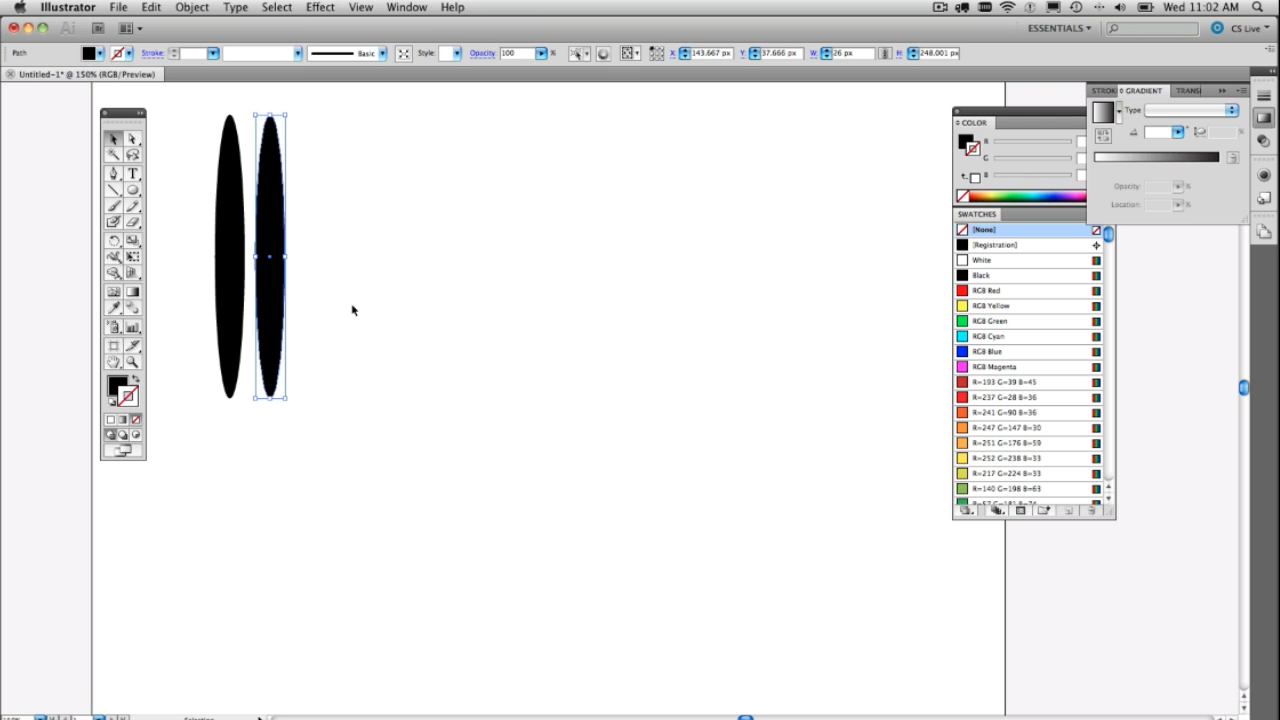 Illustrator File Edit Object Type Select Effect View Window Help Wed 11:02 AM
Ai Br ESSENTIALS CS Live
Path Stroke: Basic Style: Opacity: 100 % X: 143.667 px Y: 37.666 px W: 26 px H: 248.001 px
Untitled-1* @ 150% (RGB/Preview)
STROK GRADIENT TRANSI
Type
%
Opacity: %
Location: %
COLOR
R
G
B
SWATCHES
[None]
[Registration]
White
Black
RGB Red
RGB Yellow
RGB Green
RGB Cyan
RGB Blue
RGB Magenta
R=193 G=39 B=45
R=237 G=28 B=36
R=241 G=90 B=36
R=247 G=147 B=30
R=251 G=176 B=59
R=252 G=238 B=33
R=217 G=224 B=33
R=140 G=198 B=63
T